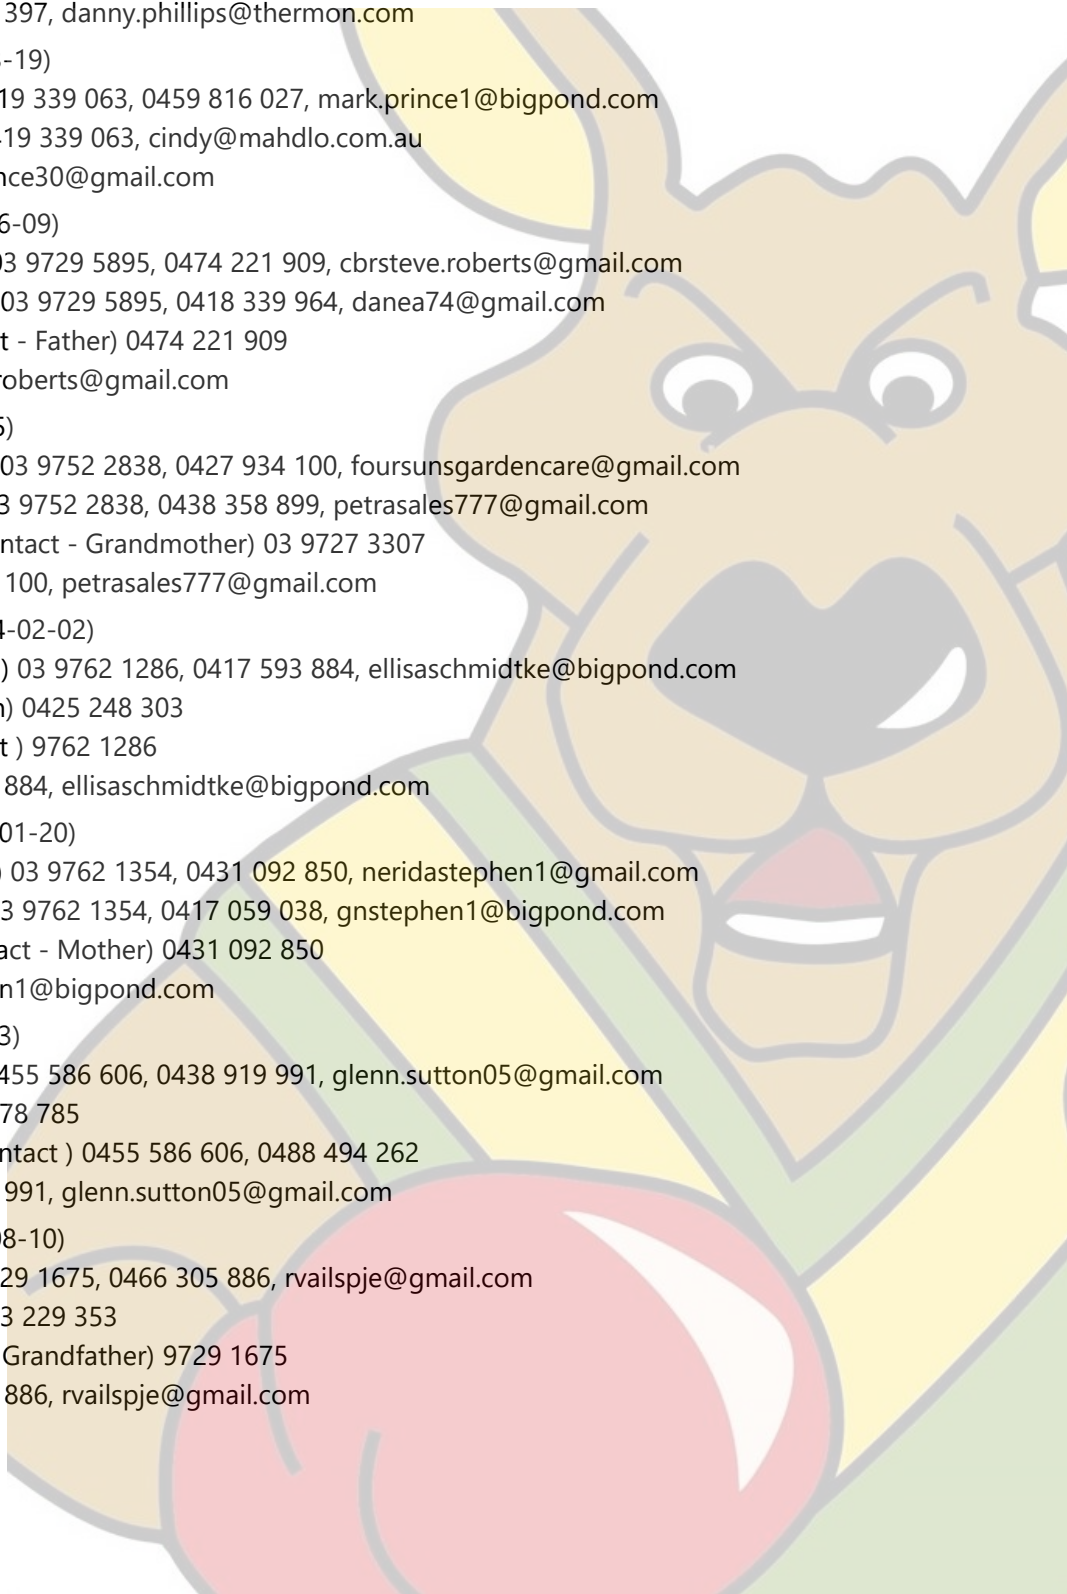 397, danny.phillips@thermon.com
-19)
19 339 063, 0459 816 027, mark.prince1@bigpond.com
19 339 063, cindy@mahdlo.com.au
nce30@gmail.com
6-09)
03 9729 5895, 0474 221 909, cbrsteve.roberts@gmail.com
03 9729 5895, 0418 339 964, danea74@gmail.com
t - Father) 0474 221 909
roberts@gmail.com
5)
03 9752 2838, 0427 934 100, foursunsgardencare@gmail.com
3 9752 2838, 0438 358 899, petrasales777@gmail.com
ntact - Grandmother) 03 9727 3307
100, petrasales777@gmail.com
4-02-02)
) 03 9762 1286, 0417 593 884, ellisaschmidtke@bigpond.com
n) 0425 248 303
t ) 9762 1286
884, ellisaschmidtke@bigpond.com
01-20)
) 03 9762 1354, 0431 092 850, neridastephen1@gmail.com
3 9762 1354, 0417 059 038, gnstephen1@bigpond.com
act - Mother) 0431 092 850
n1@bigpond.com
3)
455 586 606, 0438 919 991, glenn.sutton05@gmail.com
78 785
ntact ) 0455 586 606, 0488 494 262
991, glenn.sutton05@gmail.com
08-10)
29 1675, 0466 305 886, rvailspje@gmail.com
3 229 353
Grandfather) 9729 1675
886, rvailspje@gmail.com